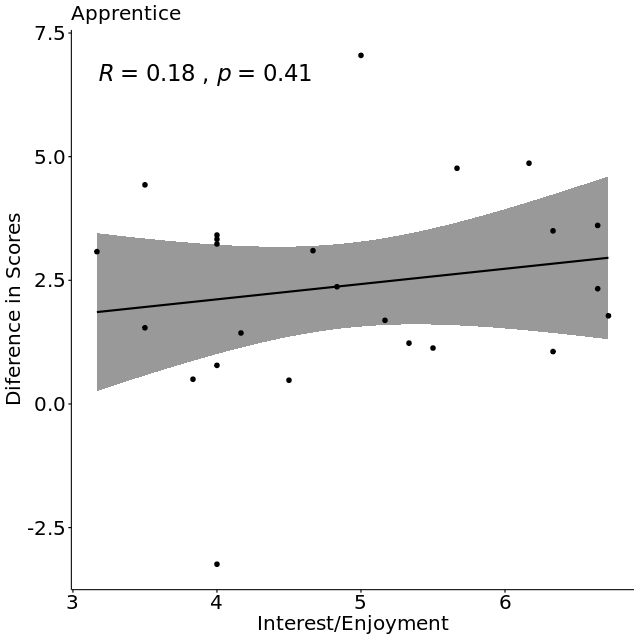 Apprentice
7.5
R = 0.18 , p = 0.41
5.0
2.5
0.0
-2.5
Diference in Scores
3 4 5 6
Interest/Enjoyment